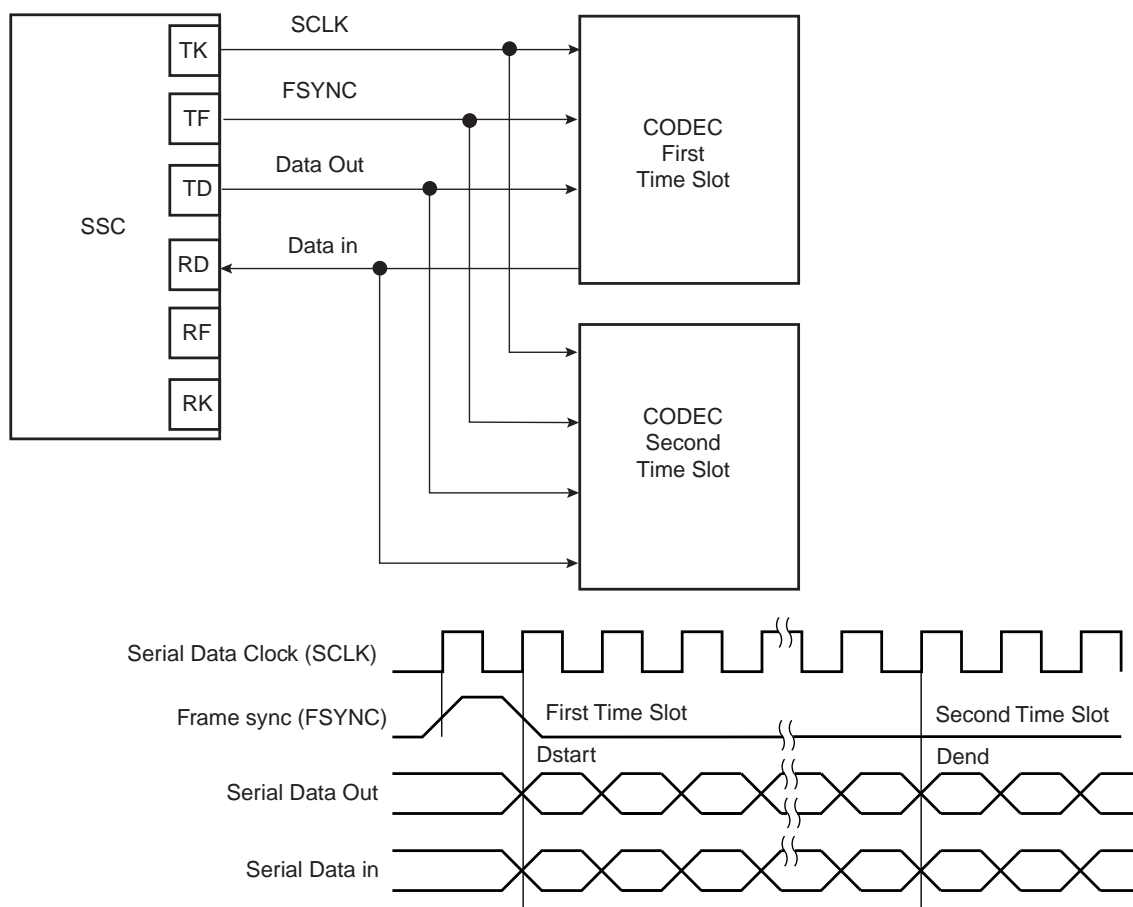 SCLK
TK
FSYNC
TF
CODEC
First
Time Slot
Data Out
TD
SSC
Data in
RD
RF
RK
CODEC
Second
Time Slot
Serial Data Clock (SCLK)
Frame sync (FSYNC)
First Time Slot
Second Time Slot
Dstart
Dend
Serial Data Out
Serial Data in